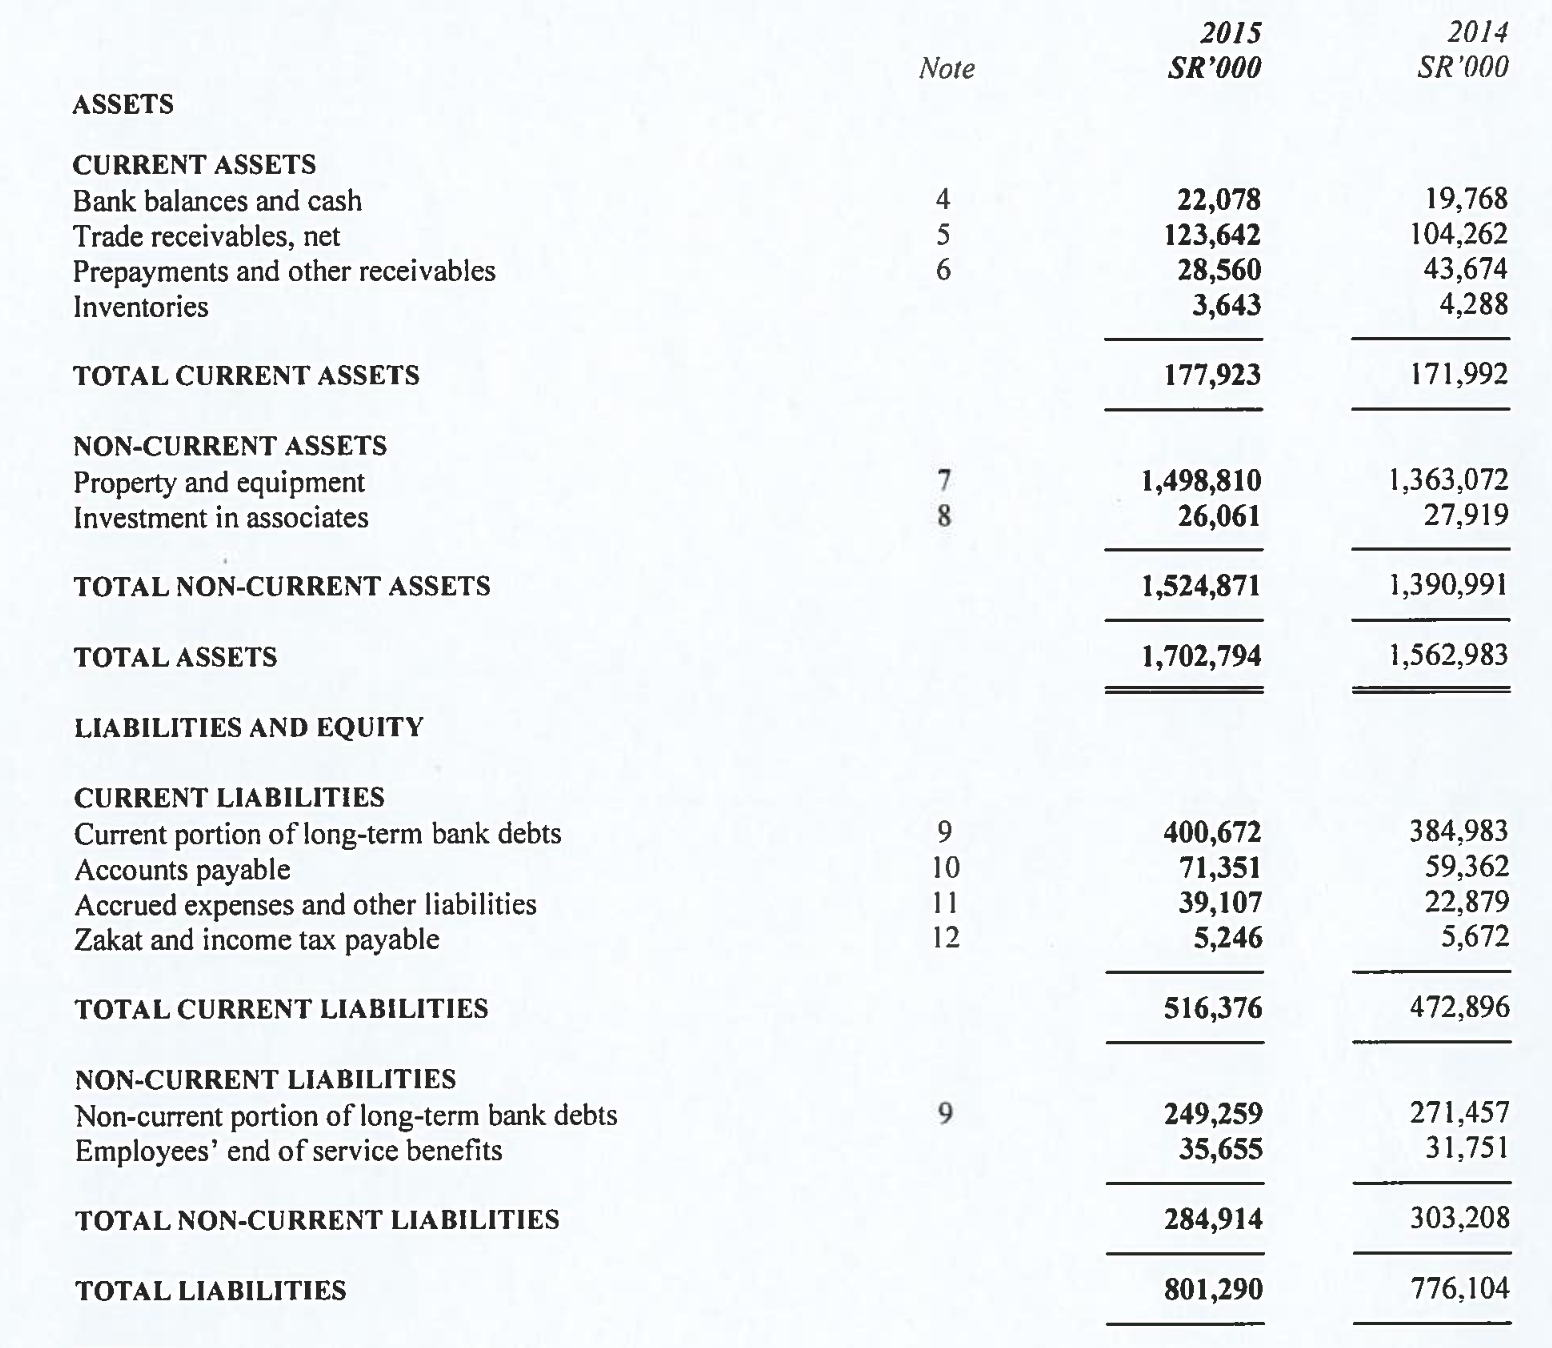 2015 2014
Note SR'000 SR'000
ASSETS
CURRENT ASSETS
Bank balances and cash 4 22,078 19,768
Trade receivables, net 5 123,642 104,262
Prepayments and other receivables 6 28,560 43,674
Inventories 3,643 4,288
TOTAL CURRENT ASSETS 177,923 171,992
NON-CURRENT ASSETS
Property and equipment 7 1,498,810 1,363,072
Investment in associates 8 26,061 27,919
TOTAL NON-CURRENT ASSETS 1,524,871 1,390,991
TOTAL ASSETS 1,702,794 1,562,983
LIABILITIES AND EQUITY
CURRENT LIABILITIES
Current portion of long-term bank debts 9 400,672 384,983
Accounts payable 10 71,351 59,362
Accrued expenses and other liabilities 11 39,107 22,879
Zakat and income tax payable 12 5,246 5,672
TOTAL CURRENT LIABILITIES 516,376 472,896
NON-CURRENT LIABILITIES
Non-current portion of long-term bank debts 9 249,259 271,457
Employees' end of service benefits 35,655 31,751
TOTAL NON-CURRENT LIABILITIES 284,914 303,208
TOTAL LIABILITIES 801,290 776,104